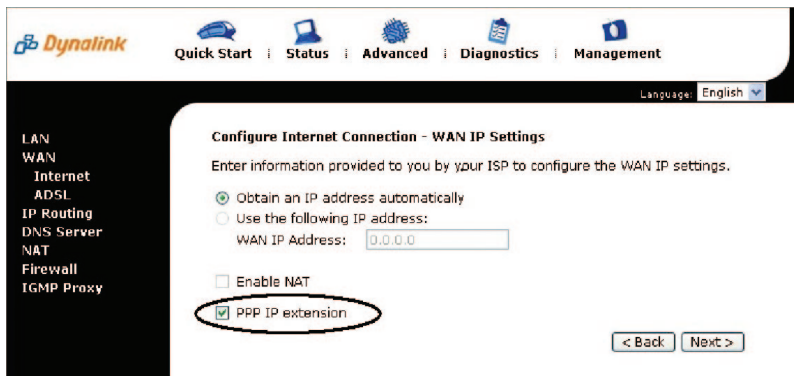 Dynalink
Quick Start | Status | Advanced | Diagnostics | Management
Language: English
LAN
WAN
Internet
ADSL
IP Routing
DNS Server
NAT
Firewall
IGMP Proxy
Configure Internet Connection - WAN IP Settings
Enter information provided to you by your ISP to configure the WAN IP settings.
Obtain an IP address automatically
Use the following IP address:
WAN IP Address: 0.0.0.0
Enable NAT
PPP IP extension
< Back Next >